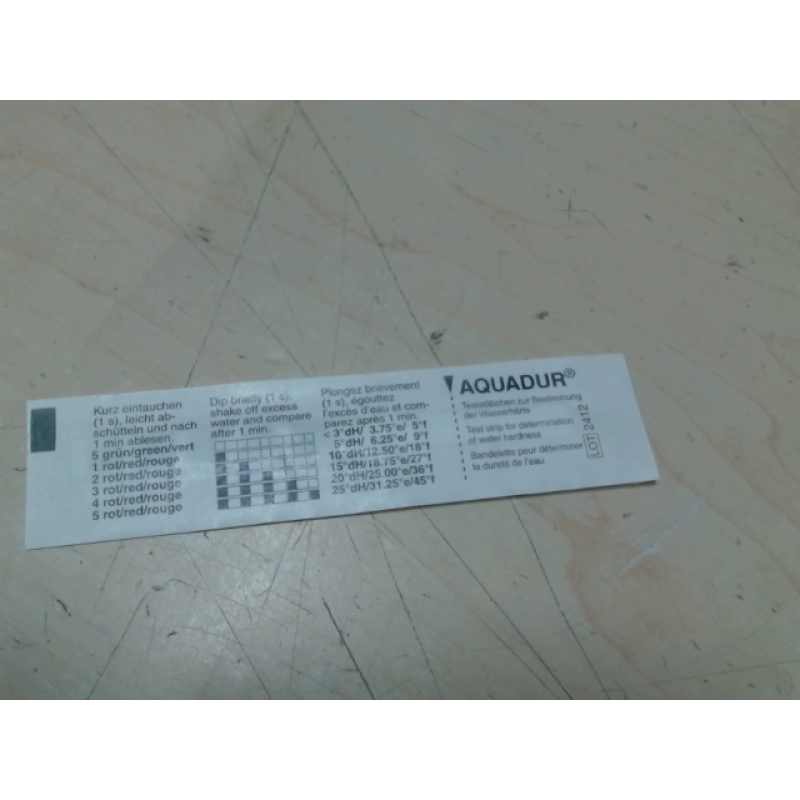 Kurz eintauchen
(1 s), leicht ab-
schütteln und nach
1 min ablesen.
5 grün/green/vert
1 rot/red/rouge
2 rot/red/rouge
3 rot/red/rouge
4 rot/red/rouge
5 rot/red/rouge
Dip briefly (1 s),
shake off excess
water and compare
after 1 min.
Plongez brièvement
(1 s), égouttez
l'excès d'eau et com-
parez après 1 min.
< 3°dH/ 3.75°e/ 5°f
5°dH/ 6.25°e/ 9°f
10°dH/12.50°e/18°f
15°dH/18.75°e/27°f
20°dH/25.00°e/36°f
25°dH/31.25°e/45°f
AQUADUR®
Teststäbchen zur Bestimmung
der Wasserhärte
Test strip for determination
of water hardness
Bandelette pour déterminer
la dureté de l'eau
LOT 2412